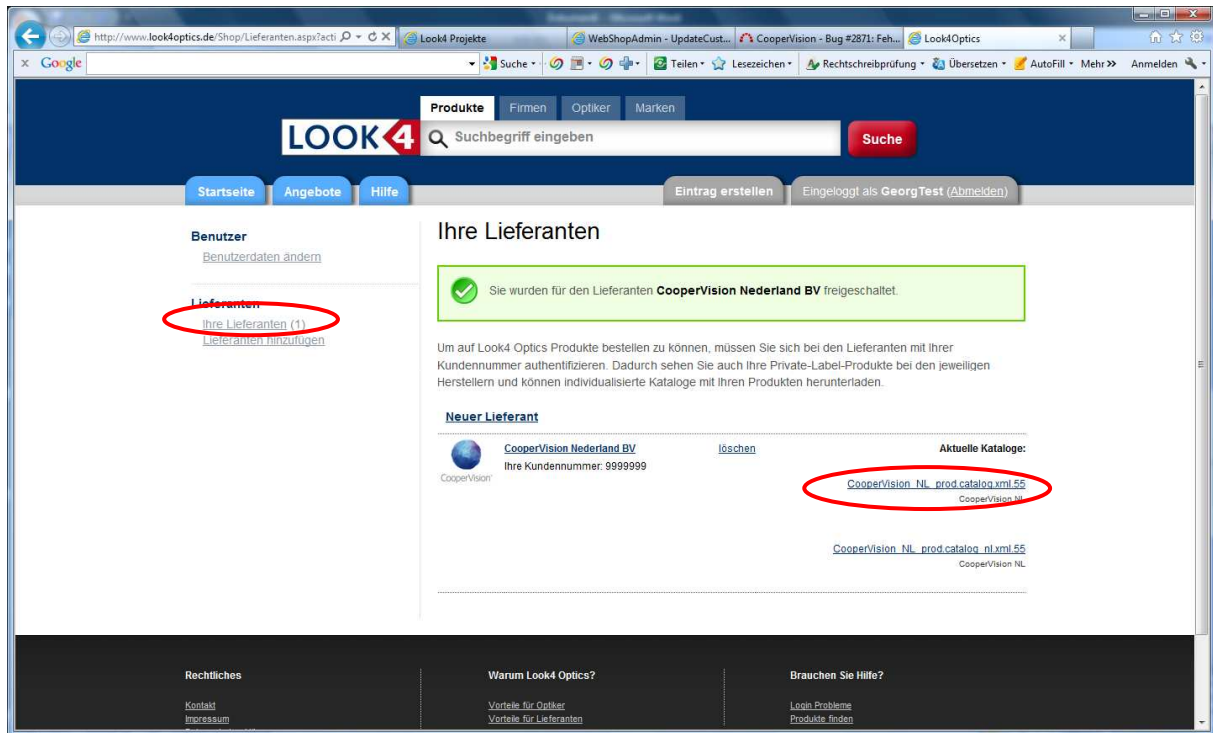 http://www.look4optics.de/Shop/Lieferanten.aspx?acti
Look4 Projekte
WebShopAdmin - UpdateCust...
CooperVision - Bug #2871: Feh...
Look4Optics
x Google
Suche
Teilen
Lesezeichen
Rechtschreibprüfung
Übersetzen
AutoFill
Mehr >>
Anmelden
Produkte Firmen Optiker Marken
LOOK 4
Suchbegriff eingeben
Suche
Startseite Angebote Hilfe
Eintrag erstellen
Eingeloggt als GeorgTest (Abmelden)
Benutzer
Benutzerdaten ändern
Lieferanten
Ihre Lieferanten (1)
Lieferanten hinzufügen
Ihre Lieferanten
Sie wurden für den Lieferanten CooperVision Nederland BV freigeschaltet.
Um auf Look4 Optics Produkte bestellen zu können, müssen Sie sich bei den Lieferanten mit Ihrer
Kundennummer authentifizieren. Dadurch sehen Sie auch Ihre Private-Label-Produkte bei den jeweiligen
Herstellern und können individualisierte Kataloge mit Ihren Produkten herunterladen.
Neuer Lieferant
CooperVision
CooperVision Nederland BV
Ihre Kundennummer: 9999999
löschen
Aktuelle Kataloge:
CooperVision_NL_prod.catalog.xml.55
CooperVision NL
CooperVision_NL_prod.catalog_nl.xml.55
CooperVision NL
Rechtliches
Kontakt
Impressum
Warum Look4 Optics?
Vorteile für Optiker
Vorteile für Lieferanten
Brauchen Sie Hilfe?
Login Probleme
Produkte finden